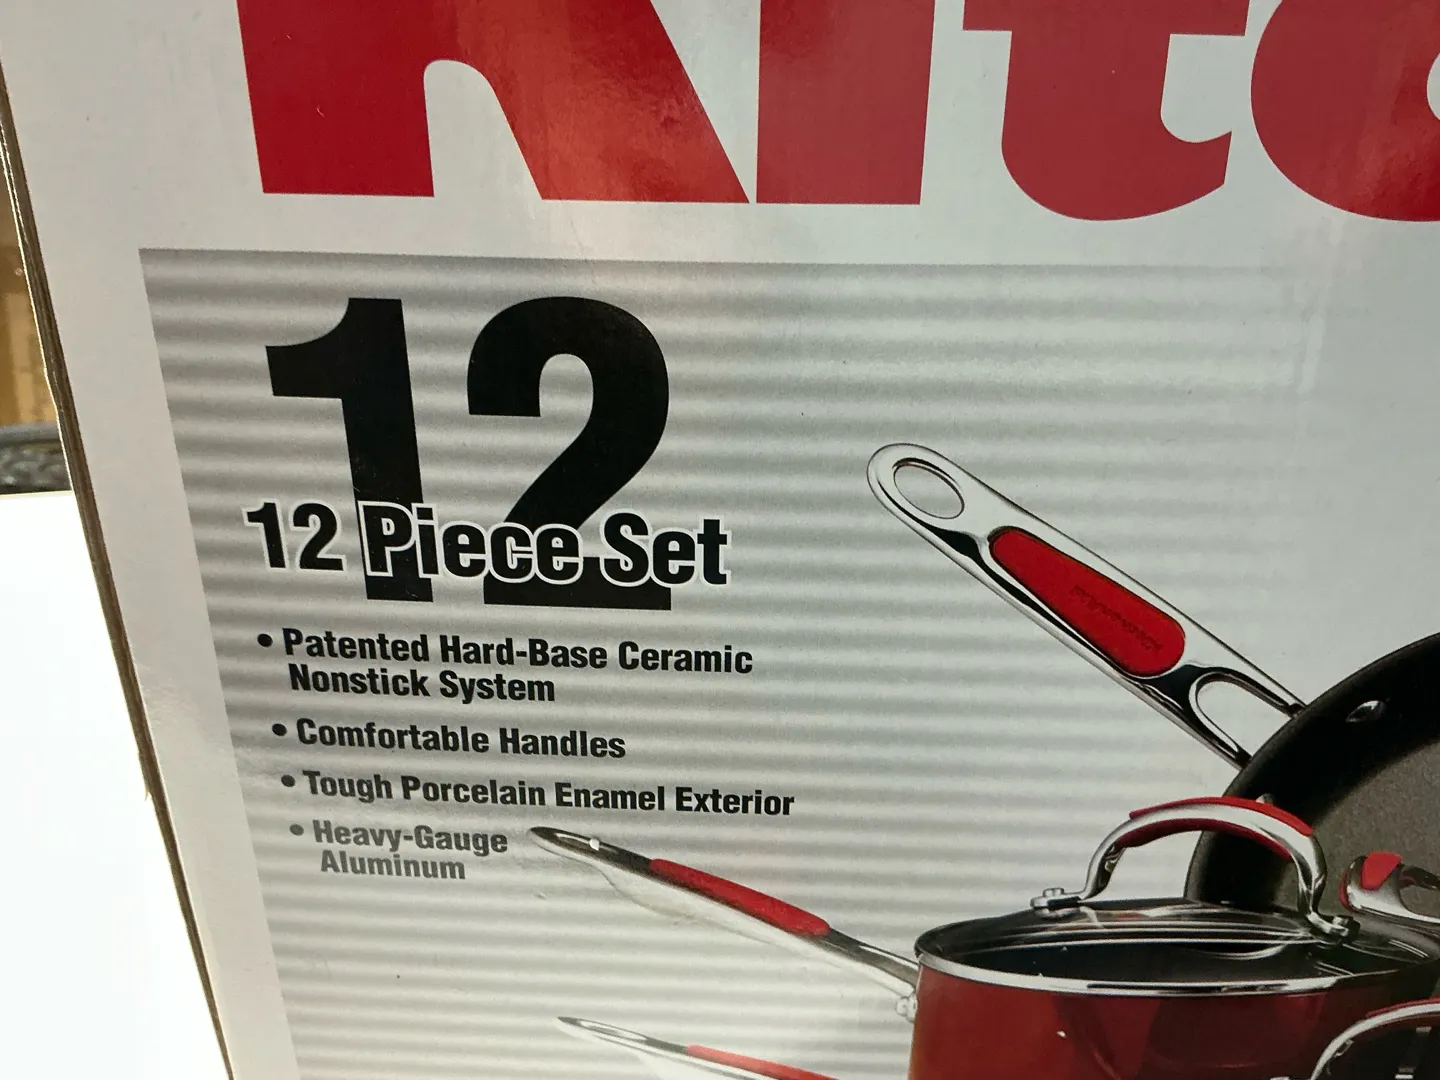 Kitc
12
12 Piece Set
• Patented Hard-Base Ceramic
Nonstick System
• Comfortable Handles
• Tough Porcelain Enamel Exterior
• Heavy-Gauge
Aluminum